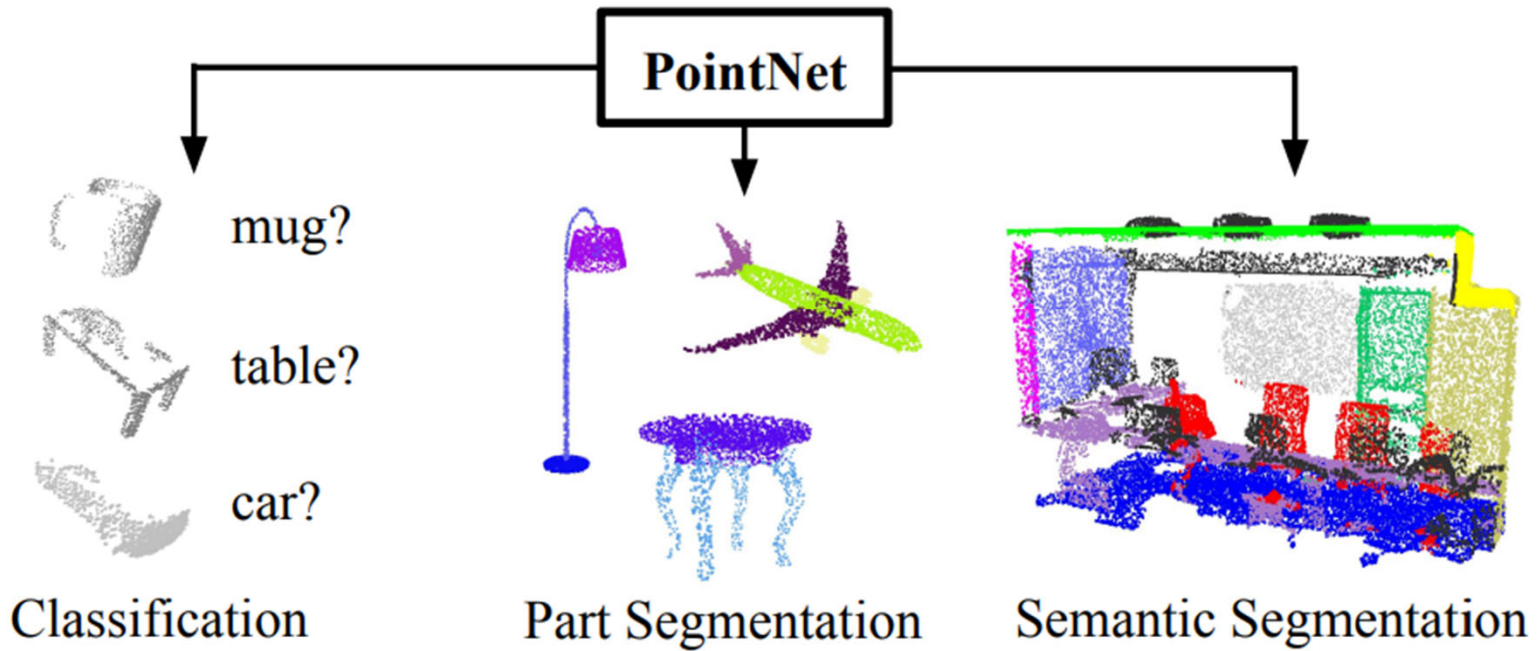 PointNet
mug?
table?
car?
Classification
Part Segmentation
Semantic Segmentation